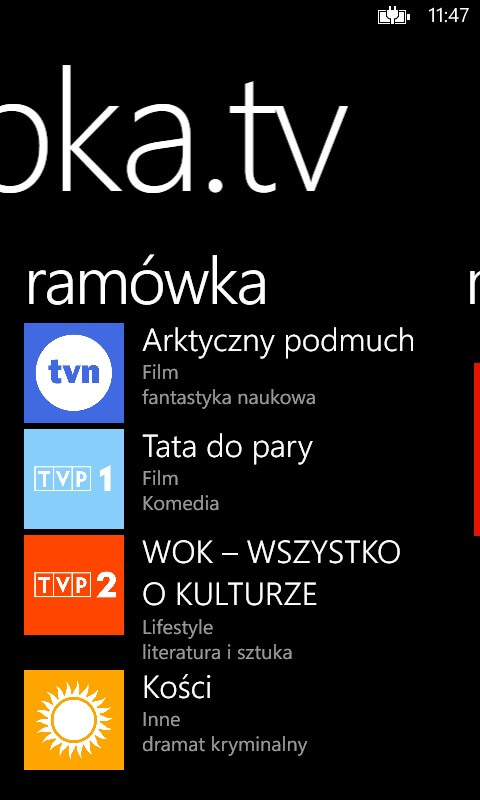 11:47
oka.tv
ramówka
tvn
Arktyczny podmuch
Film
fantastyka naukowa
TVP 1
Tata do pary
Film
Komedia
TVP 2
WOK – WSZYSTKO
O KULTURZE
Lifestyle
literatura i sztuka
Kości
Inne
dramat kryminalny